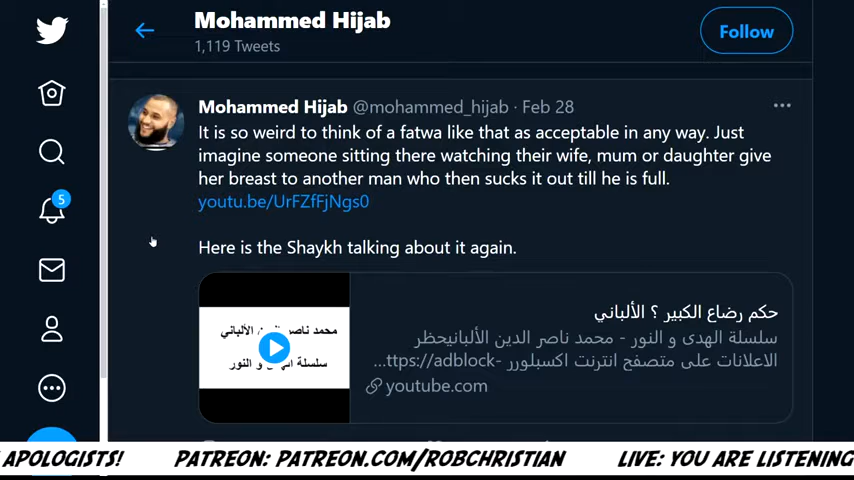 Mohammed Hijab
1,119 Tweets
Follow
Mohammed Hijab @mohammed_hijab · Feb 28
It is so weird to think of a fatwa like that as acceptable in any way. Just
imagine someone sitting there watching their wife, mum or daughter give
her breast to another man who then sucks it out till he is full.
youtu.be/UrFZfFjNgs0
5
Here is the Shaykh talking about it again.
حكم رضاع الكبير ؟ الألباني
سلسلة الهدى و النور - محمد ناصر الدين الألبانيحظر
الاعلانات على متصفح انترنت اكسبلورر -ttps://adblock...
youtube.com
محمد ناصر الألباني
سلسلة و النور
APOLOGISTS! PATREON: PATREON.COM/ROBCHRISTIAN LIVE: YOU ARE LISTENING